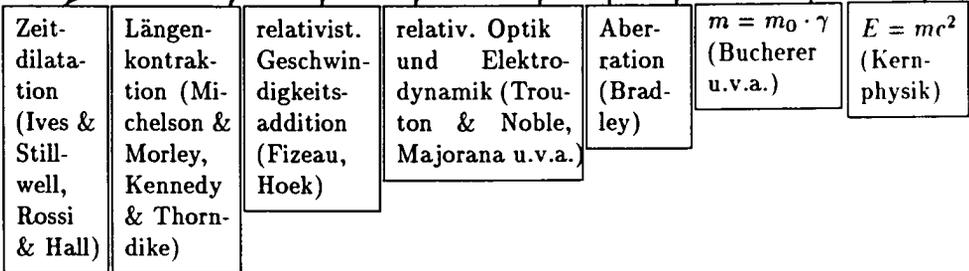 Zeit-
dilata-
tion
(Ives &
Still-
well,
Rossi
& Hall)
Längen-
kontrak-
tion (Mi-
chelson &
Morley,
Kennedy
& Thorn-
dike)
relativist.
Geschwin-
digkeits-
addition
(Fizeau,
Hoek)
relativ. Optik
und Elektro-
dynamik (Trou-
ton & Noble,
Majorana u.v.a.)
Aber-
ration
(Brad-
ley)
m = m₀ · γ
(Bucherer
u.v.a.)
E = mc²
(Kern-
physik)